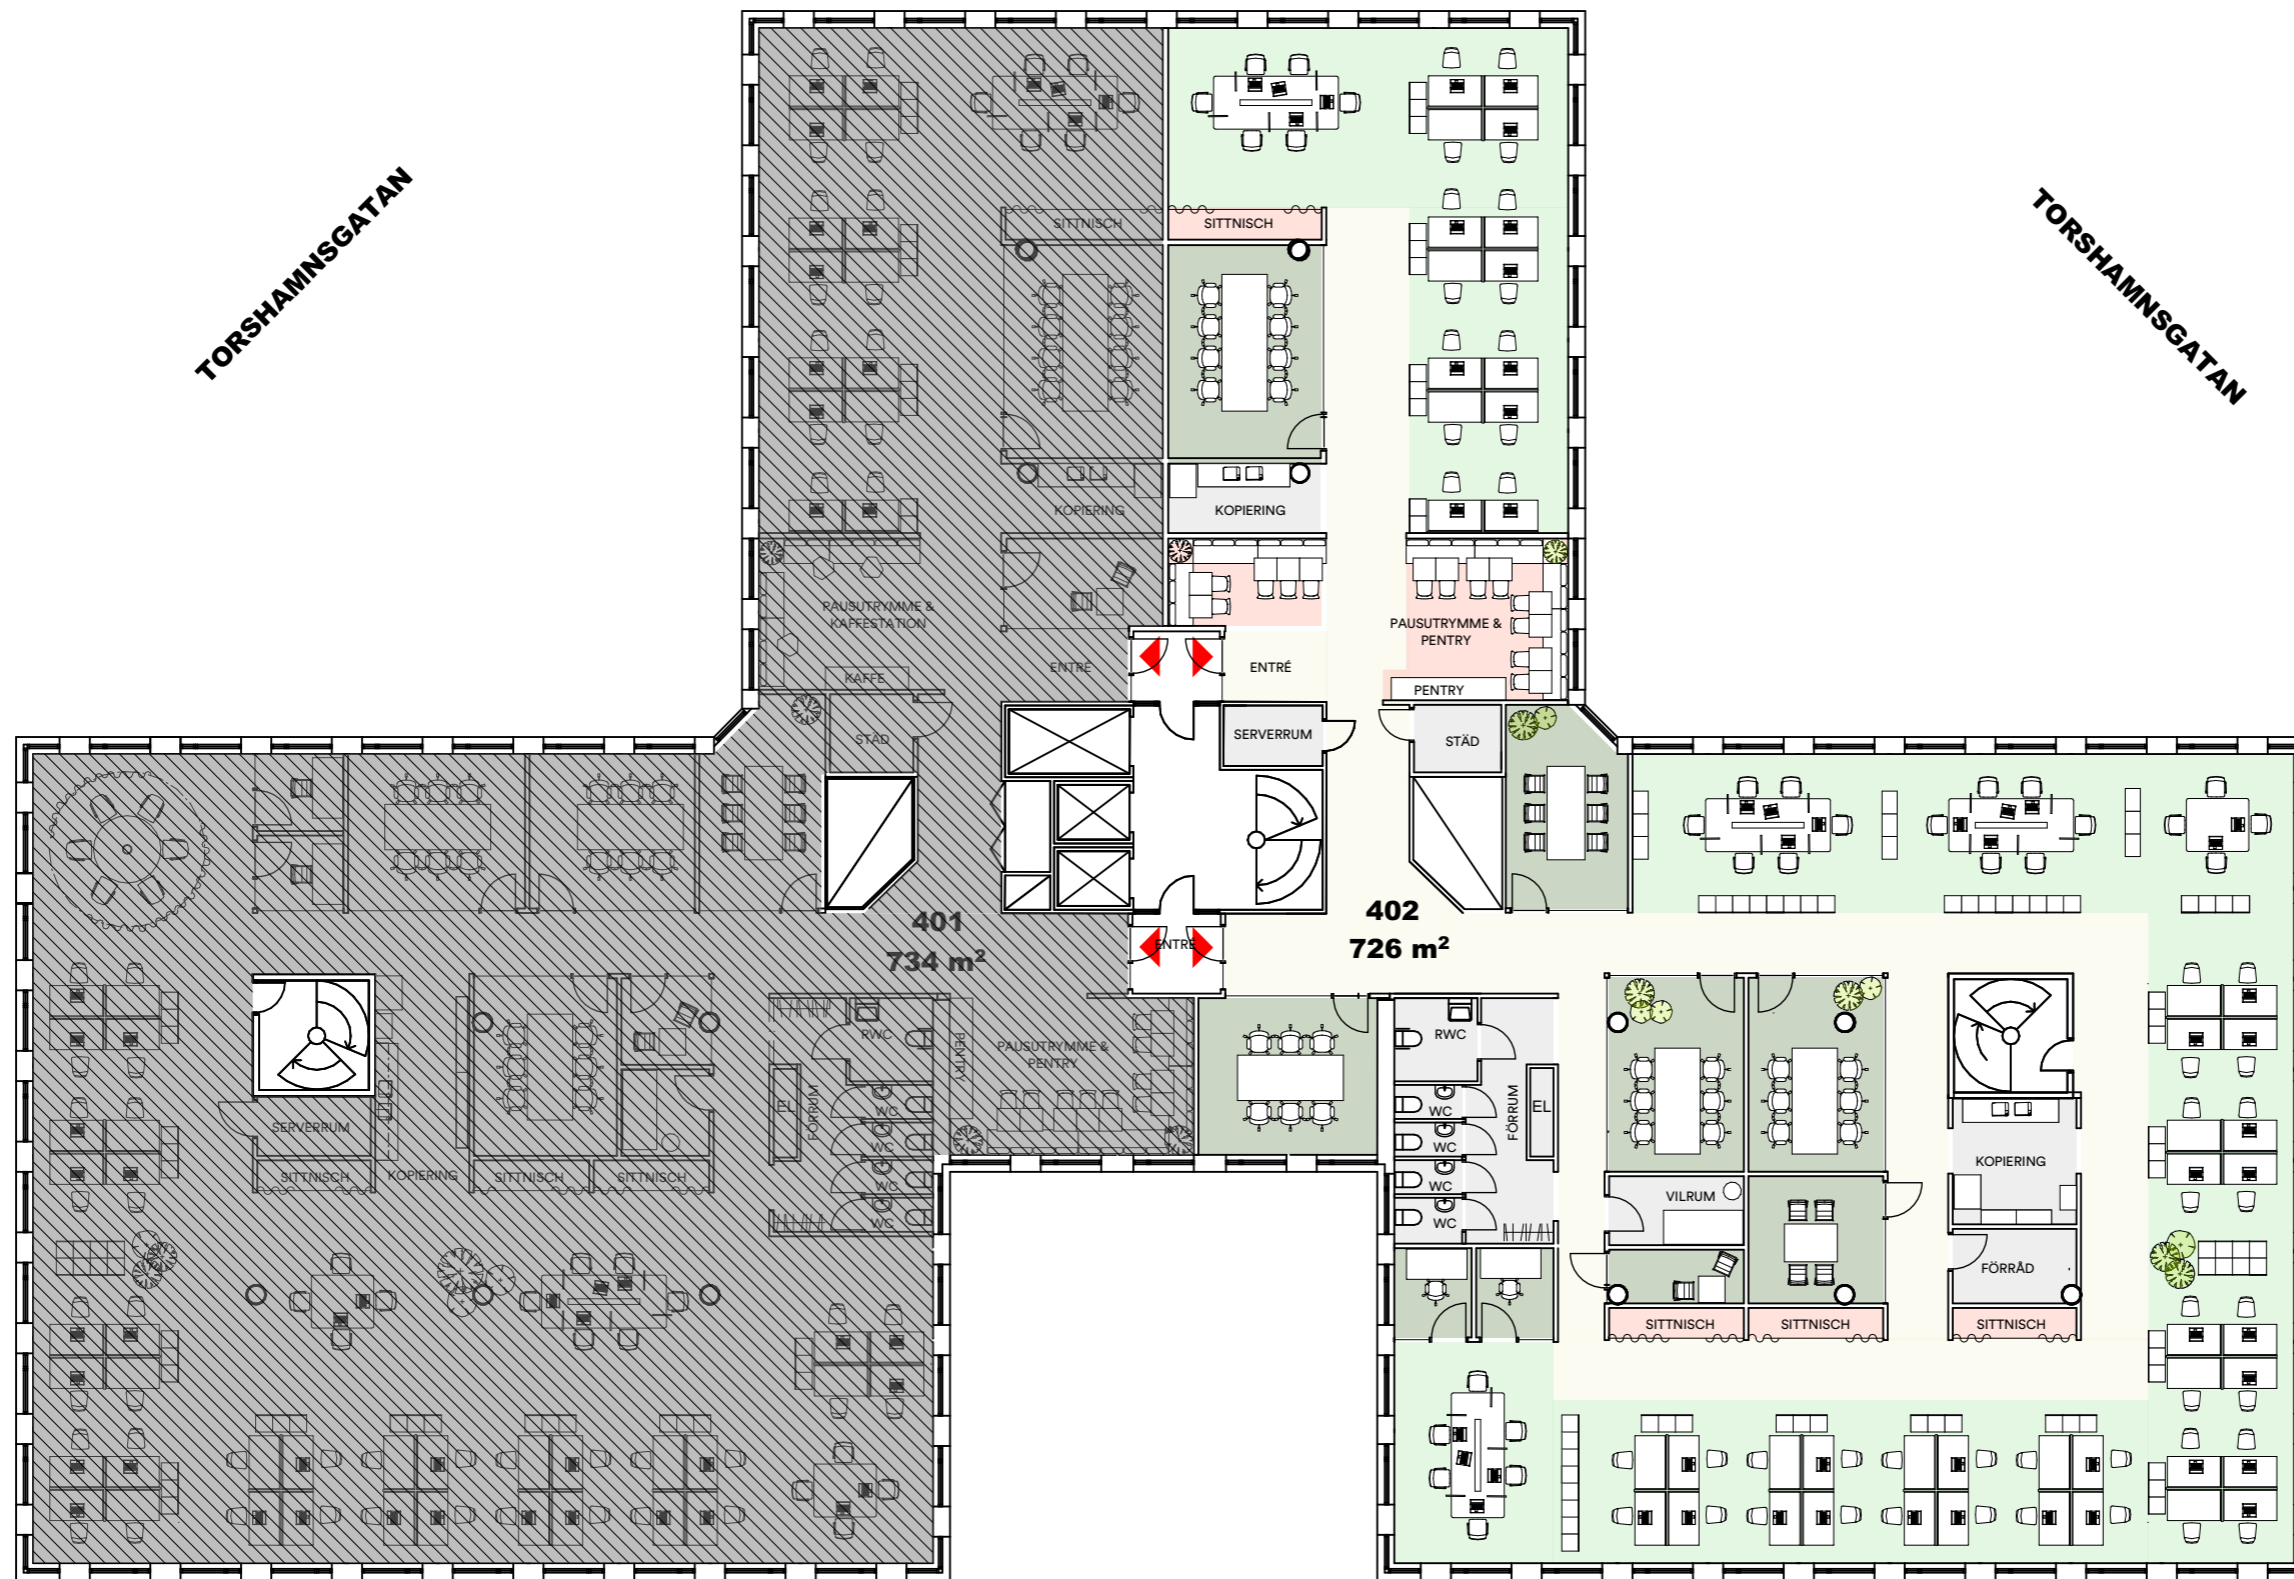 TORSHAMNSGATAN
TORSHAMNSGATAN
SITTNISCH
SITTNISCH
KOPIERING
KOPIERING
PAUSUTRYMME &
KAFFESTATION
PAUSUTRYMME &
PENTRY
ENTRÉ
ENTRÉ
KAFFE
PENTRY
STÄD
SERVERRUM
STÄD
401
734 m²
402
726 m²
ENTRÉ
RWC
PENTRY
PAUSUTRYMME &
PENTRY
RWC
EL
FÖRRUM
WC
WC
WC
WC
WC
WC
WC
WC
FÖRRUM
EL
SERVERRUM
SITTNISCH
KOPIERING
SITTNISCH
SITTNISCH
KOPIERING
VILRUM
FÖRRÅD
SITTNISCH
SITTNISCH
SITTNISCH